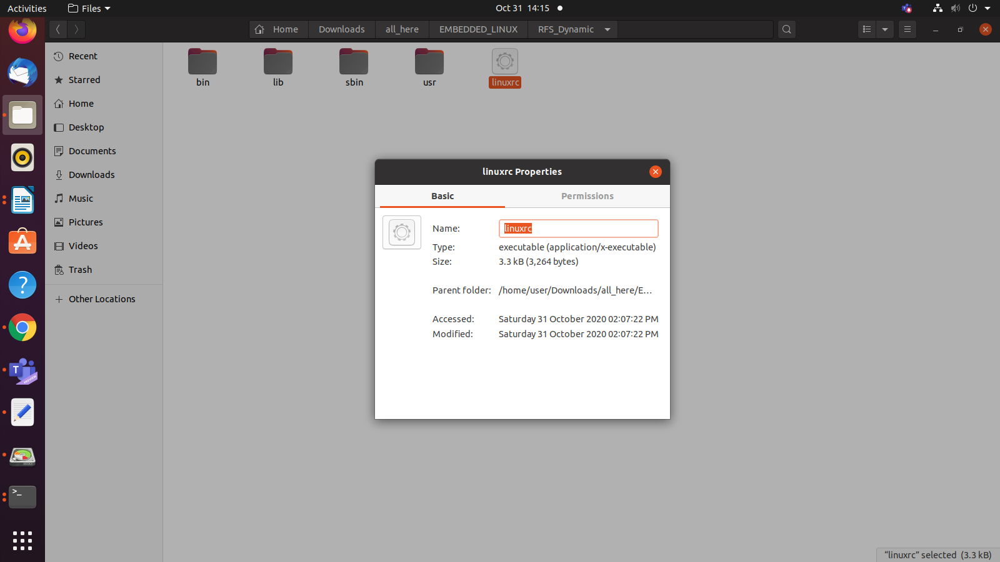 Activities Files Oct 31 14:15
Home Downloads all_here EMBEDDED_LINUX RFS_Dynamic
Recent
Starred
Home
Desktop
Documents
Downloads
Music
Pictures
Videos
Trash
Other Locations
bin lib sbin usr linuxrc
linuxrc Properties
Basic Permissions
Name: linuxrc
Type: executable (application/x-executable)
Size: 3.3 kB (3,264 bytes)
Parent folder: /home/user/Downloads/all_here/E...
Accessed: Saturday 31 October 2020 02:07:22 PM
Modified: Saturday 31 October 2020 02:07:22 PM
T
PREVIEW
>_
"linuxrc" selected (3.3 kB)